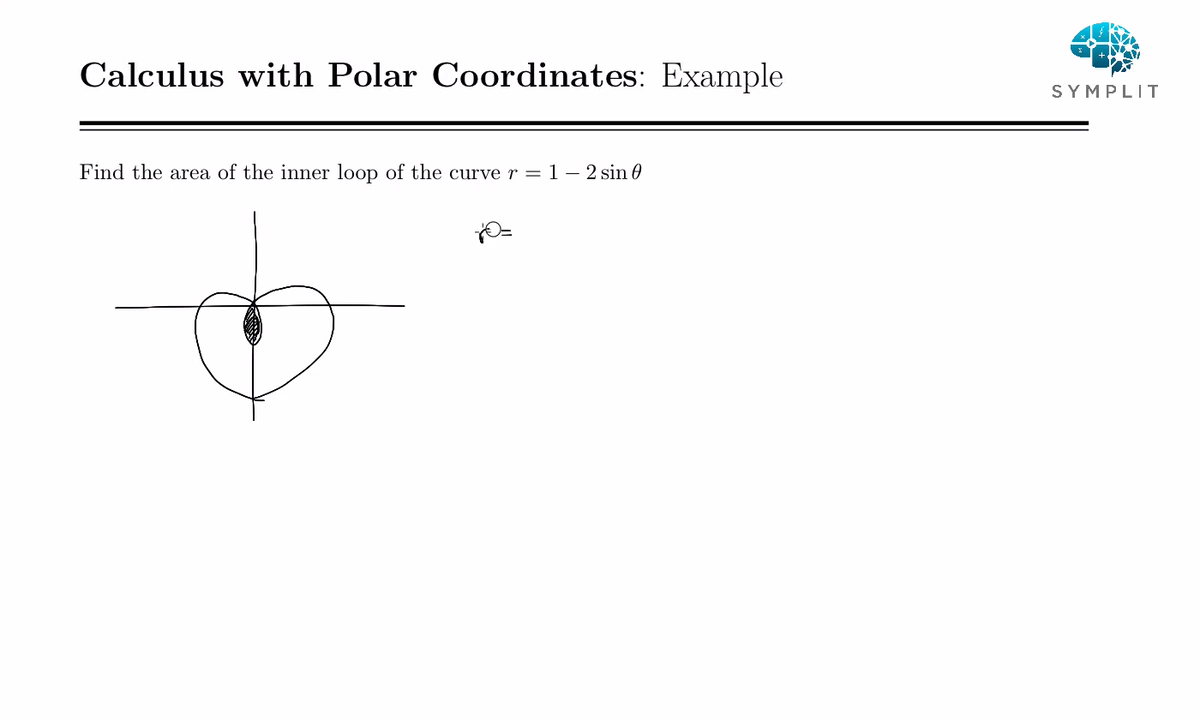 Calculus with Polar Coordinates: Example
SYMPLIT
Find the area of the inner loop of the curve r = 1 − 2 sin θ